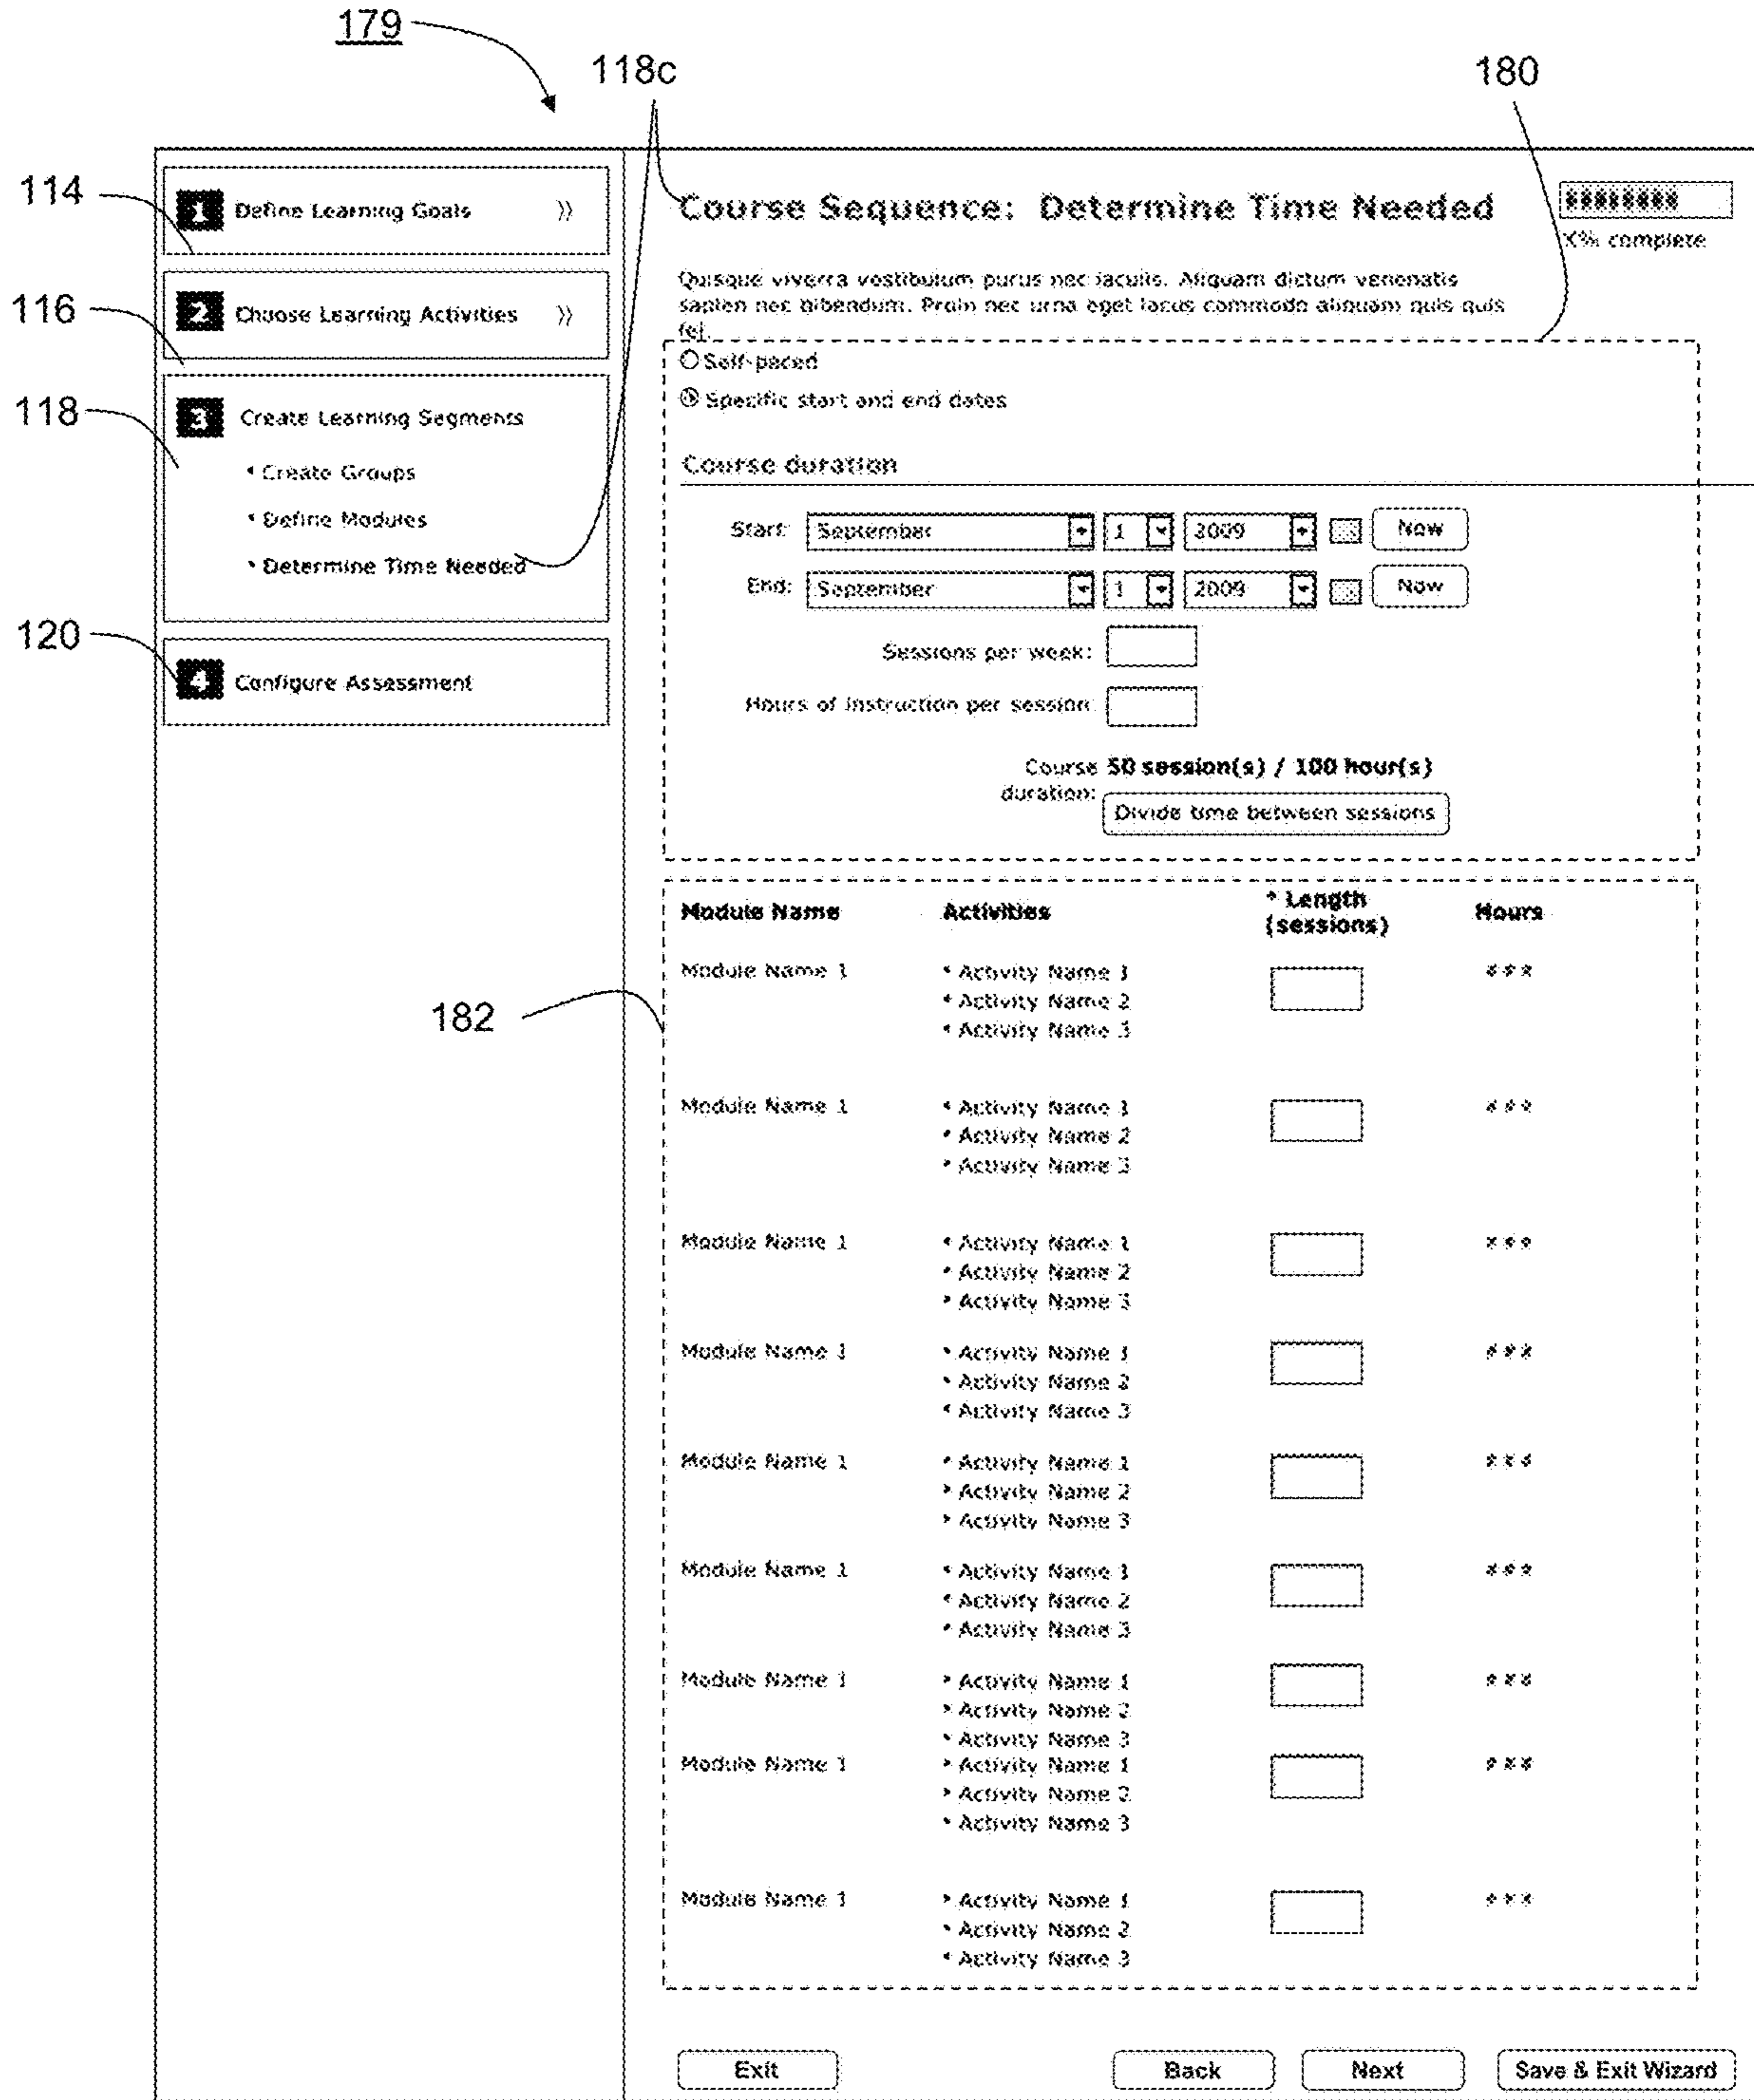 179
118c
180
114
116
118
120
182
1 Define Learning Goals »
2 Choose Learning Activities »
3 Create Learning Segments
• Create Groups
• Define Modules
• Determine Time Needed
4 Configure Assessment
Course Sequence: Determine Time Needed
X% complete
Quisque viverra vestibulum purus nec iaculis. Aliquam dictum venenatis
sapien nec bibendum. Proin nec urna eget lacus commodo aliquam quis quis
fel.
Self-paced
Specific start and end dates
Course duration
Start: September 1 2009 Now
End: September 1 2009 Now
Sessions per week:
Hours of instruction per session:
Course 50 session(s) / 100 hour(s)
duration:
Divide time between sessions
Module Name Activities * Length Hours
(sessions)
Module Name 1 • Activity Name 1
• Activity Name 2
• Activity Name 3
Module Name 1 • Activity Name 1
• Activity Name 2
• Activity Name 3
Module Name 1 • Activity Name 1
• Activity Name 2
• Activity Name 3
Module Name 1 • Activity Name 1
• Activity Name 2
• Activity Name 3
Module Name 1 • Activity Name 1
• Activity Name 2
• Activity Name 3
Module Name 1 • Activity Name 1
• Activity Name 2
• Activity Name 3
Module Name 1 • Activity Name 1
• Activity Name 2
• Activity Name 3
Module Name 1 • Activity Name 1
• Activity Name 2
• Activity Name 3
Module Name 1 • Activity Name 1
• Activity Name 2
• Activity Name 3
Exit Back Next Save & Exit Wizard